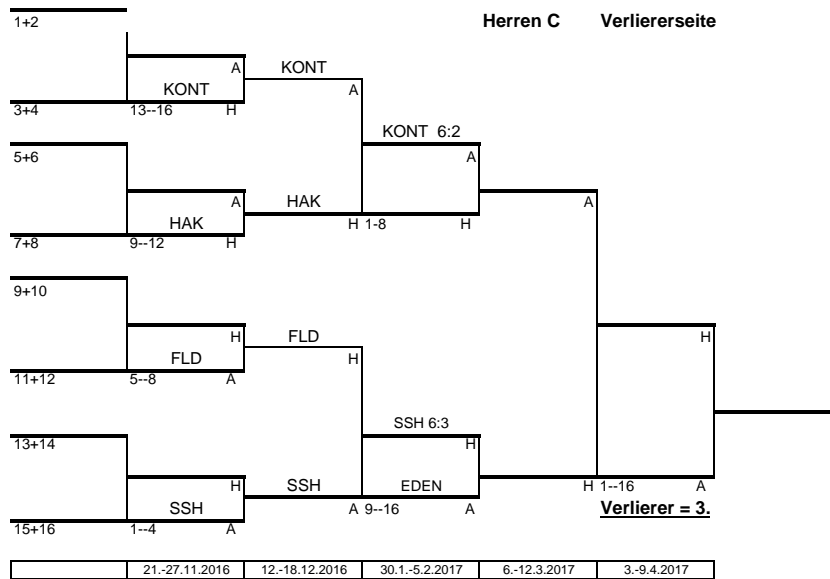 Herren C Verliererseite
1+2
A
KONT
KONT
A
3+4
13--16
H
KONT 6:2
5+6
A
A
HAK
HAK
A
7+8
9--12
H
H
1-8
H
9+10
H
FLD
H
FLD
H
11+12
5--8
A
SSH 6:3
13+14
H
H
SSH
EDEN
SSH
A
9--16
A
H
1--16
A
15+16
1--4
A
Verlierer = 3.
21.-27.11.2016
12.-18.12.2016
30.1.-5.2.2017
6.-12.3.2017
3.-9.4.2017